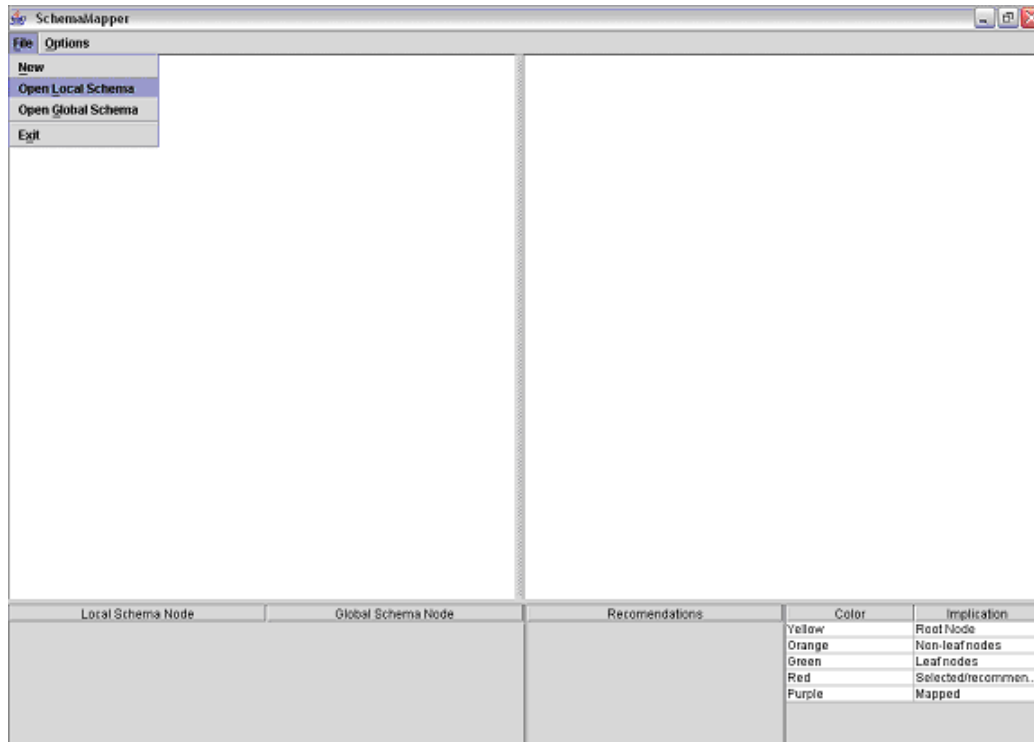 SchemaMapper
File Options
New
Open Local Schema
Open Global Schema
Exit
Local Schema Node Global Schema Node Recomendations Color Implication
Yellow Root Node
Orange Non-leaf nodes
Green Leaf nodes
Red Selected/recommen...
Purple Mapped